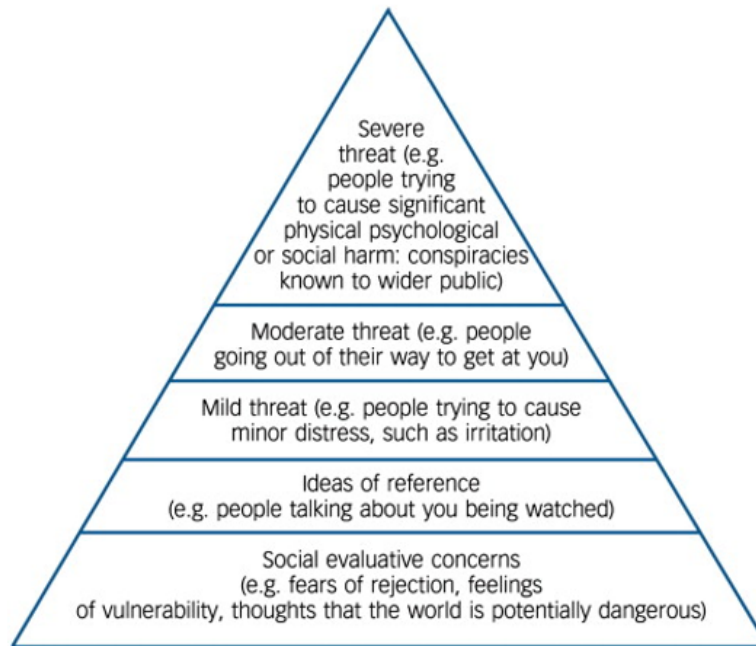 Severe
threat (e.g.
people trying
to cause significant
physical psychological
or social harm: conspiracies
known to wider public)
Moderate threat (e.g. people
going out of their way to get at you)
Mild threat (e.g. people trying to cause
minor distress, such as irritation)
Ideas of reference
(e.g. people talking about you being watched)
Social evaluative concerns
(e.g. fears of rejection, feelings
of vulnerability, thoughts that the world is potentially dangerous)